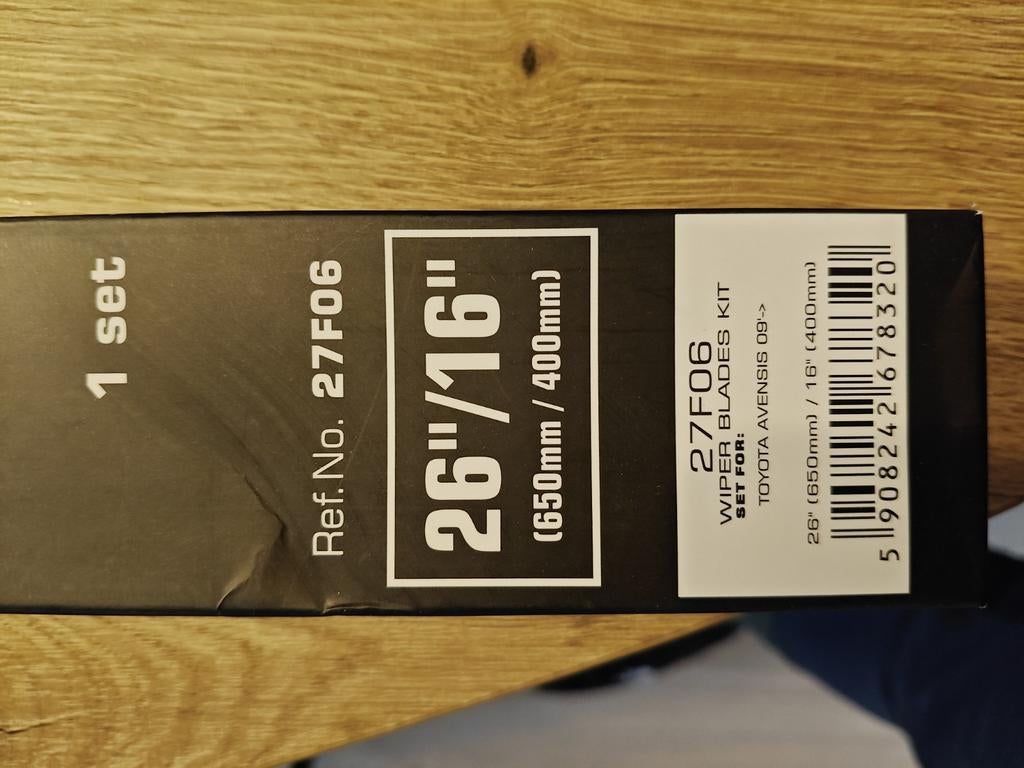 1 set
Ref.No. 27F06
26"/16"
(650mm / 400mm)
27F06
WIPER BLADES KIT
SET FOR:
TOYOTA AVENSIS 09'->
26" (650mm) / 16" (400mm)
5 908242 678320